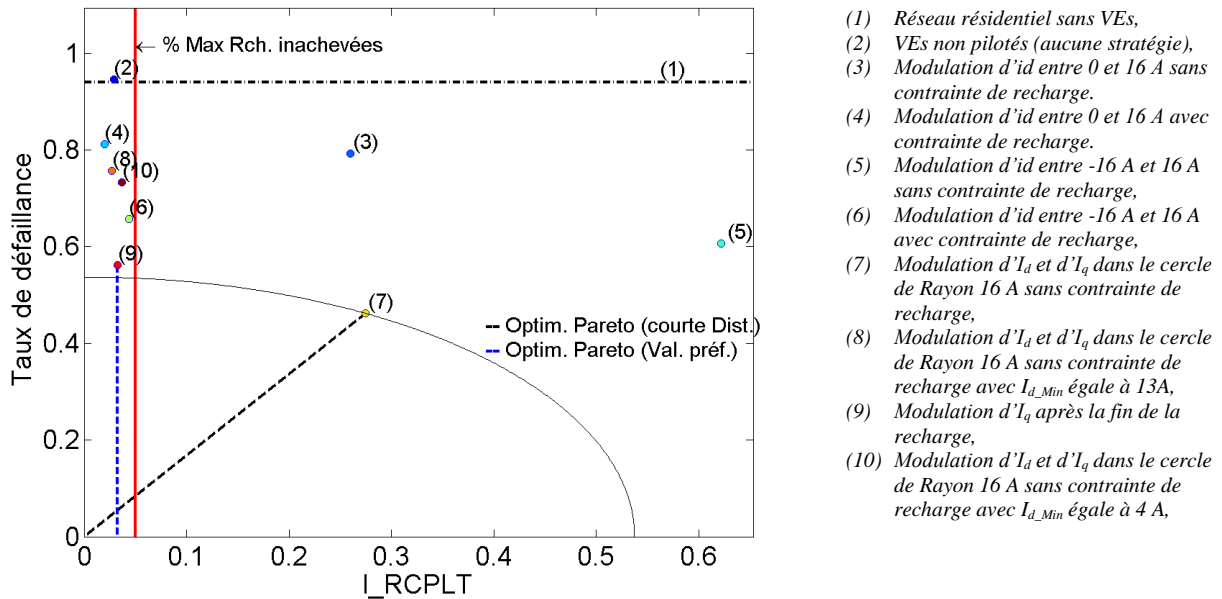 1
← % Max Rch. inachevées
(2)
(1)
(4)
(3)
0.8
(8)
(10)
(6)
(5)
0.6
(9)
(7)
0.4
Optim. Pareto (courte Dist.)
Optim. Pareto (Val. préf.)
0.2
0
0
0.1
0.2
0.3
0.4
0.5
0.6
I_RCPLT
Taux de défaillance
(1) Réseau résidentiel sans VEs,
(2) VEs non pilotés (aucune stratégie),
(3) Modulation d'id entre 0 et 16 A sans
contrainte de recharge.
(4) Modulation d'id entre 0 et 16 A avec
contrainte de recharge.
(5) Modulation d'id entre -16 A et 16 A
sans contrainte de recharge,
(6) Modulation d'id entre -16 A et 16 A
avec contrainte de recharge,
(7) Modulation d'Id et d'Iq dans le cercle
de Rayon 16 A sans contrainte de
recharge,
(8) Modulation d'Id et d'Iq dans le cercle
de Rayon 16 A sans contrainte de
recharge avec Id_Min égale à 13A,
(9) Modulation d'Iq après la fin de la
recharge,
(10) Modulation d'Id et d'Iq dans le cercle
de Rayon 16 A sans contrainte de
recharge avec Id_Min égale à 4 A,